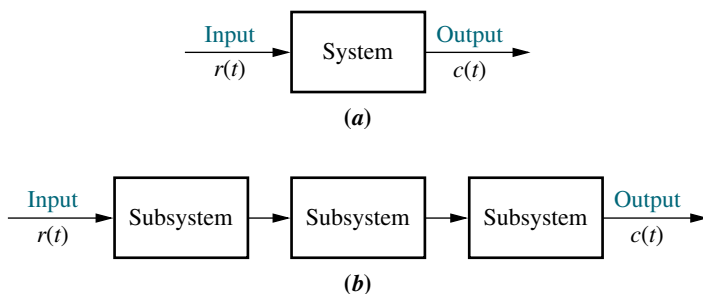 Input
System
Output
r(t)
c(t)
(a)
Input
Subsystem
Subsystem
Subsystem
Output
r(t)
c(t)
(b)